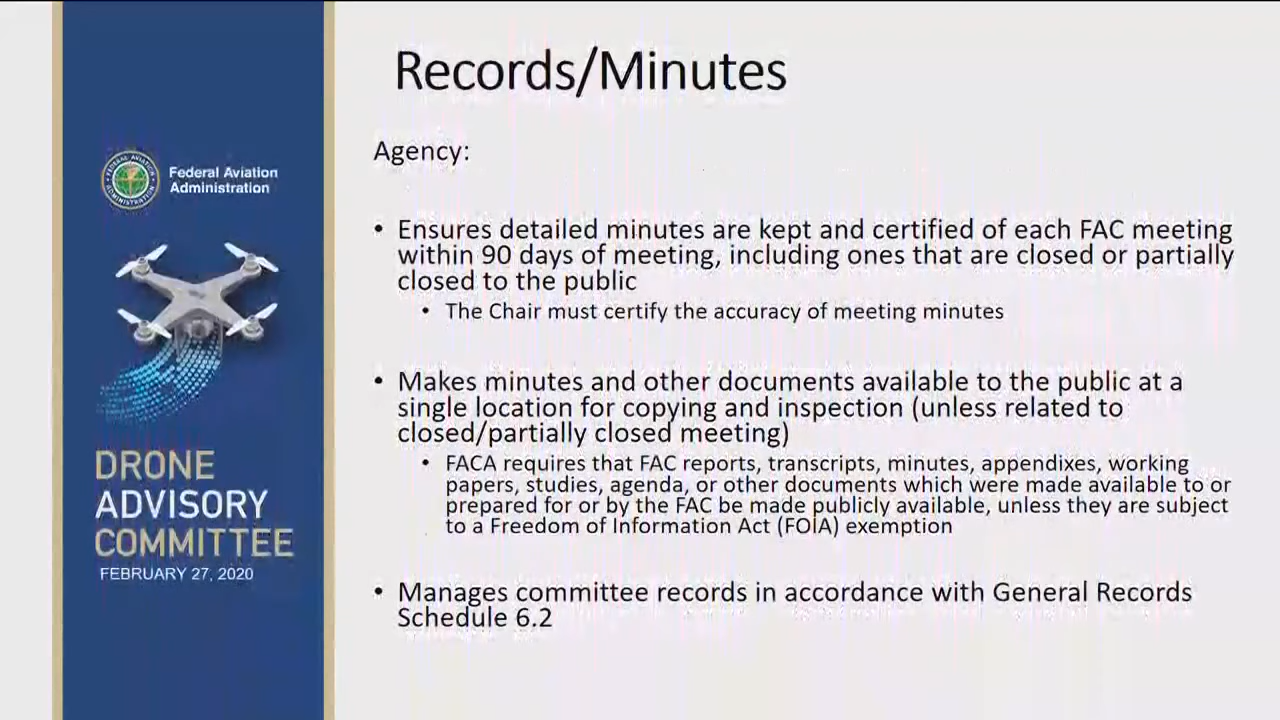 Records/Minutes
Agency:
• Ensures detailed minutes are kept and certified of each FAC meeting
within 90 days of meeting, including ones that are closed or partially
closed to the public
• The Chair must certify the accuracy of meeting minutes
• Makes minutes and other documents available to the public at a
single location for copying and inspection (unless related to
closed/partially closed meeting)
• FACA requires that FAC reports, transcripts, minutes, appendixes, working
papers, studies, agenda, or other documents which were made available to or
prepared for or by the FAC be made publicly available, unless they are subject
to a Freedom of Information Act (FOIA) exemption
• Manages committee records in accordance with General Records
Schedule 6.2
FEDERAL AVIATION
ADMINISTRATION
Federal Aviation
Administration
DRONE
ADVISORY
COMMITTEE
FEBRUARY 27, 2020